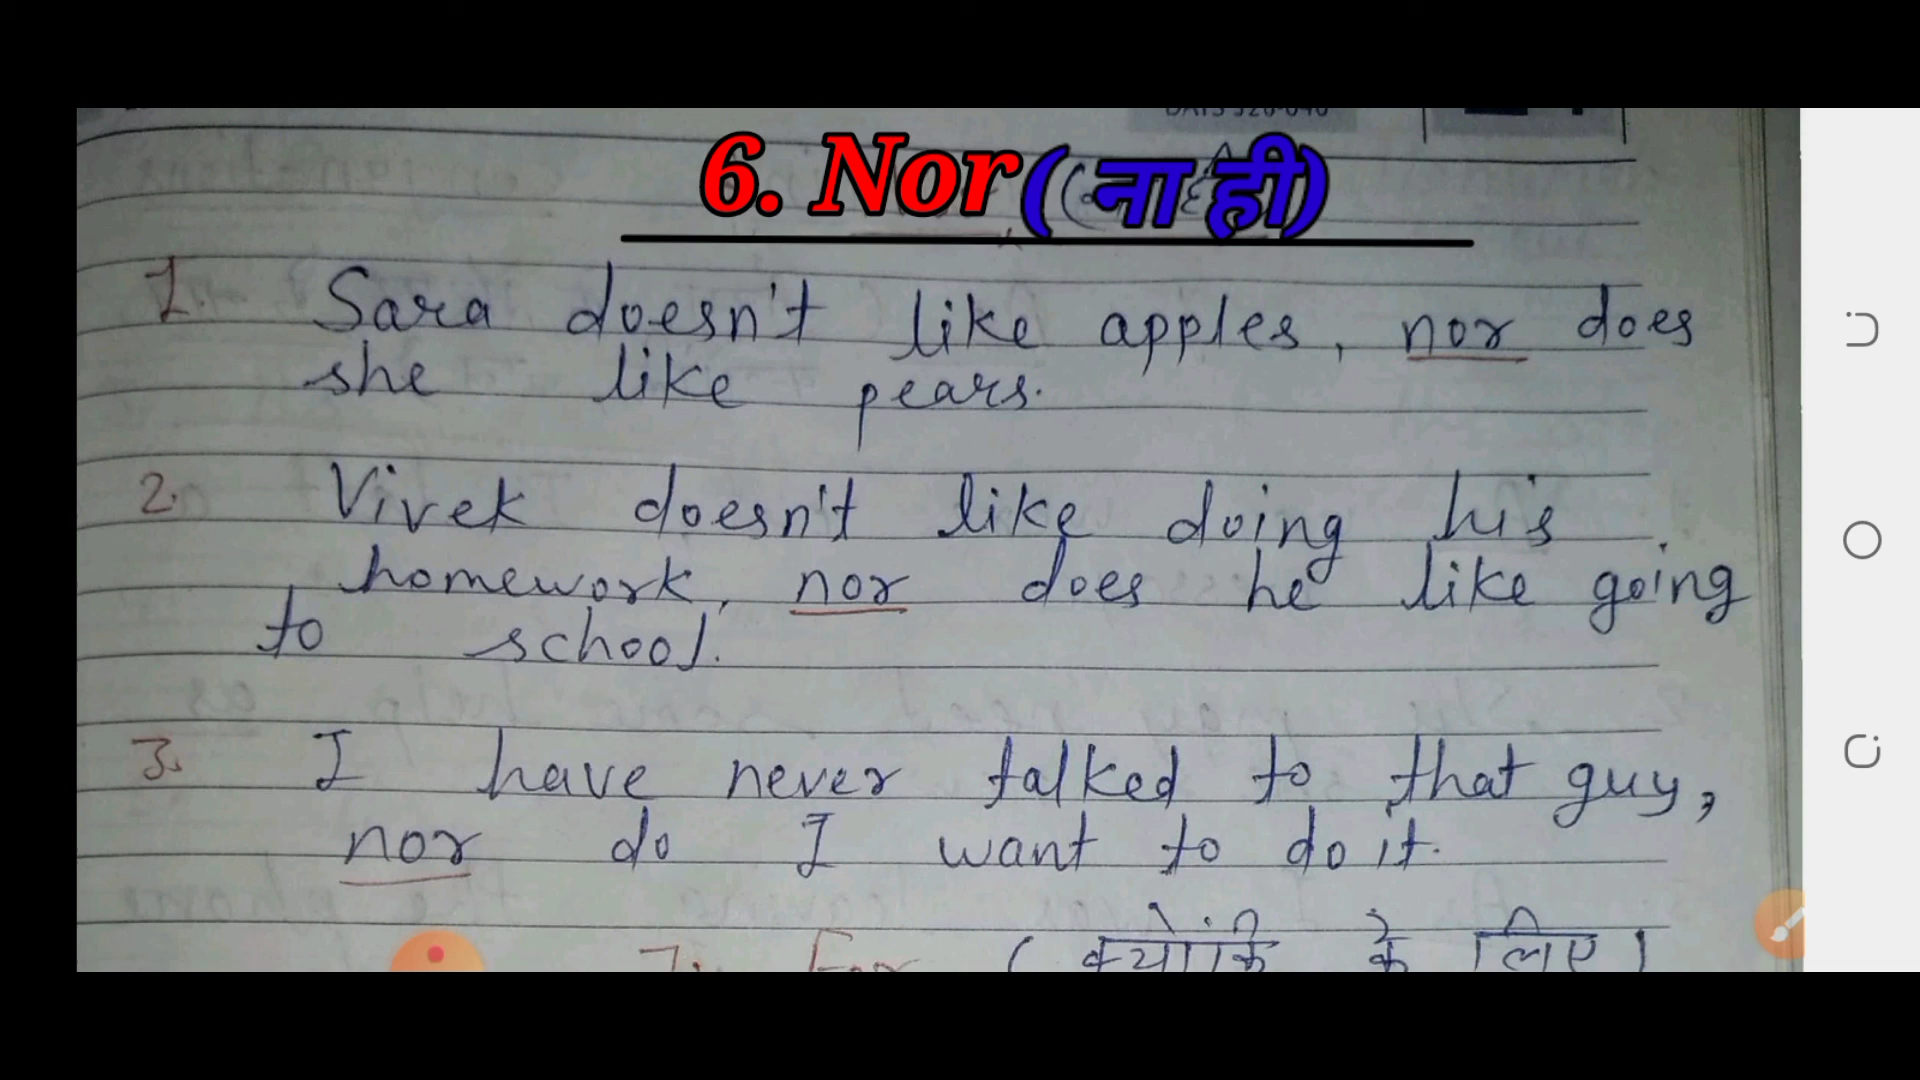 6. Nor (ना ही)
1. Sara doesn't like apples, nor does
she like pears.
2. Vivek doesn't like doing his
homework, nor does he like going
to school.
3. I have never talked to that guy,
nor do I want to do it.
7. For (क्योंकि के लिए)